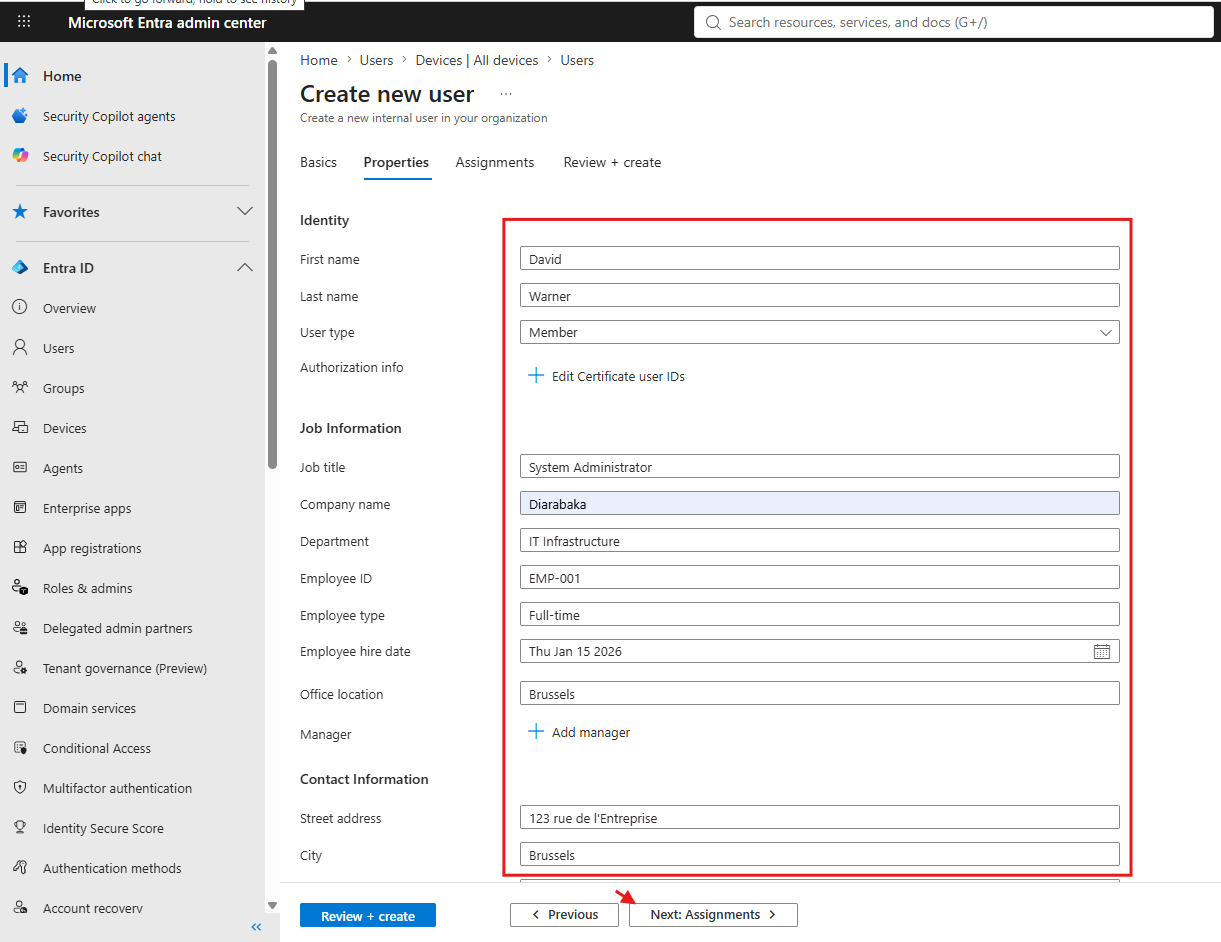 Click to go forward, hold to see history
Microsoft Entra admin center
Search resources, services, and docs (G+/)
Home
Security Copilot agents
Security Copilot chat
Favorites
Entra ID
Overview
Users
Groups
Devices
Agents
Enterprise apps
App registrations
Roles & admins
Delegated admin partners
Tenant governance (Preview)
Domain services
Conditional Access
Multifactor authentication
Identity Secure Score
Authentication methods
Account recovery
Home > Users > Devices | All devices > Users
Create new user ...
Create a new internal user in your organization
Basics Properties Assignments Review + create
Identity
First name David
Last name Warner
User type Member
Authorization info
+ Edit Certificate user IDs
Job Information
Job title System Administrator
Company name Diarabaka
Department IT Infrastructure
Employee ID EMP-001
Employee type Full-time
Employee hire date Thu Jan 15 2026
Office location Brussels
Manager + Add manager
Contact Information
Street address 123 rue de l'Entreprise
City Brussels
Review + create < Previous Next: Assignments >